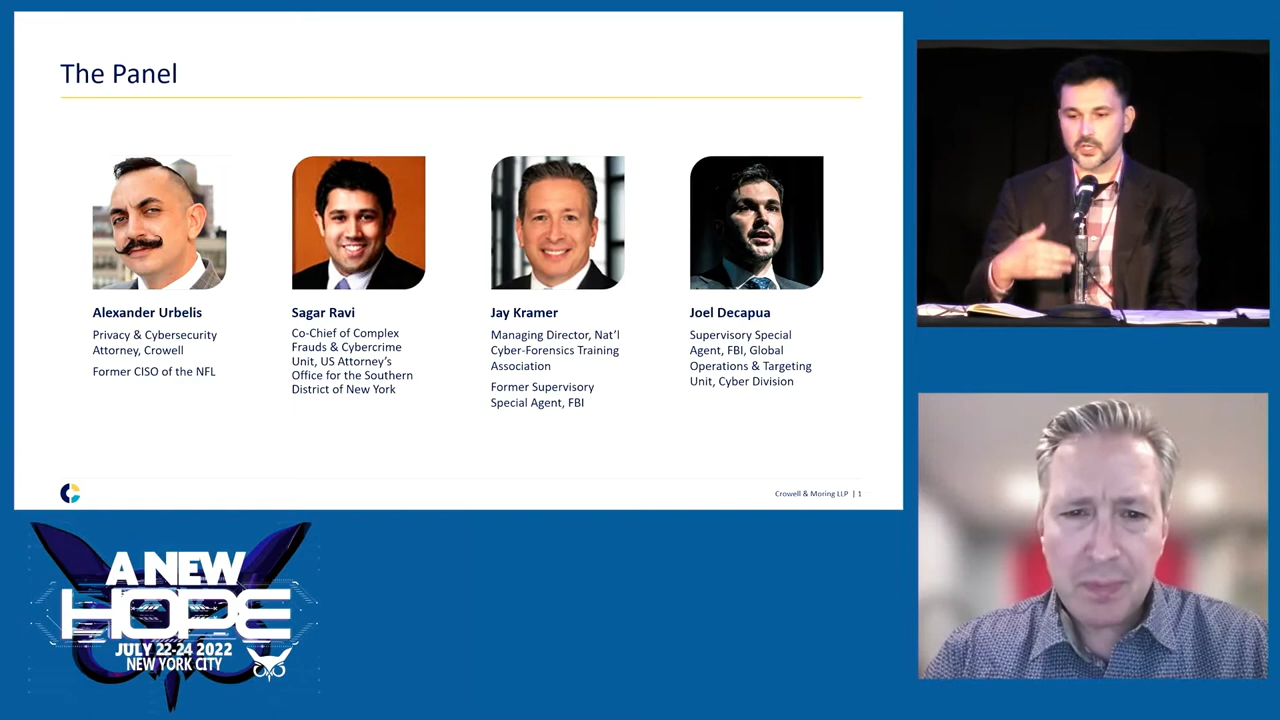 The Panel
Alexander Urbelis
Privacy & Cybersecurity
Attorney, Crowell
Former CISO of the NFL
Sagar Ravi
Co-Chief of Complex
Frauds & Cybercrime
Unit, US Attorney’s
Office for the Southern
District of New York
Jay Kramer
Managing Director, Nat’l
Cyber-Forensics Training
Association
Former Supervisory
Special Agent, FBI
Joel Decapua
Supervisory Special
Agent, FBI, Global
Operations & Targeting
Unit, Cyber Division
Crowell & Moring LLP | 1
A NEW
HOPE
JULY 22-24 2022
NEW YORK CITY